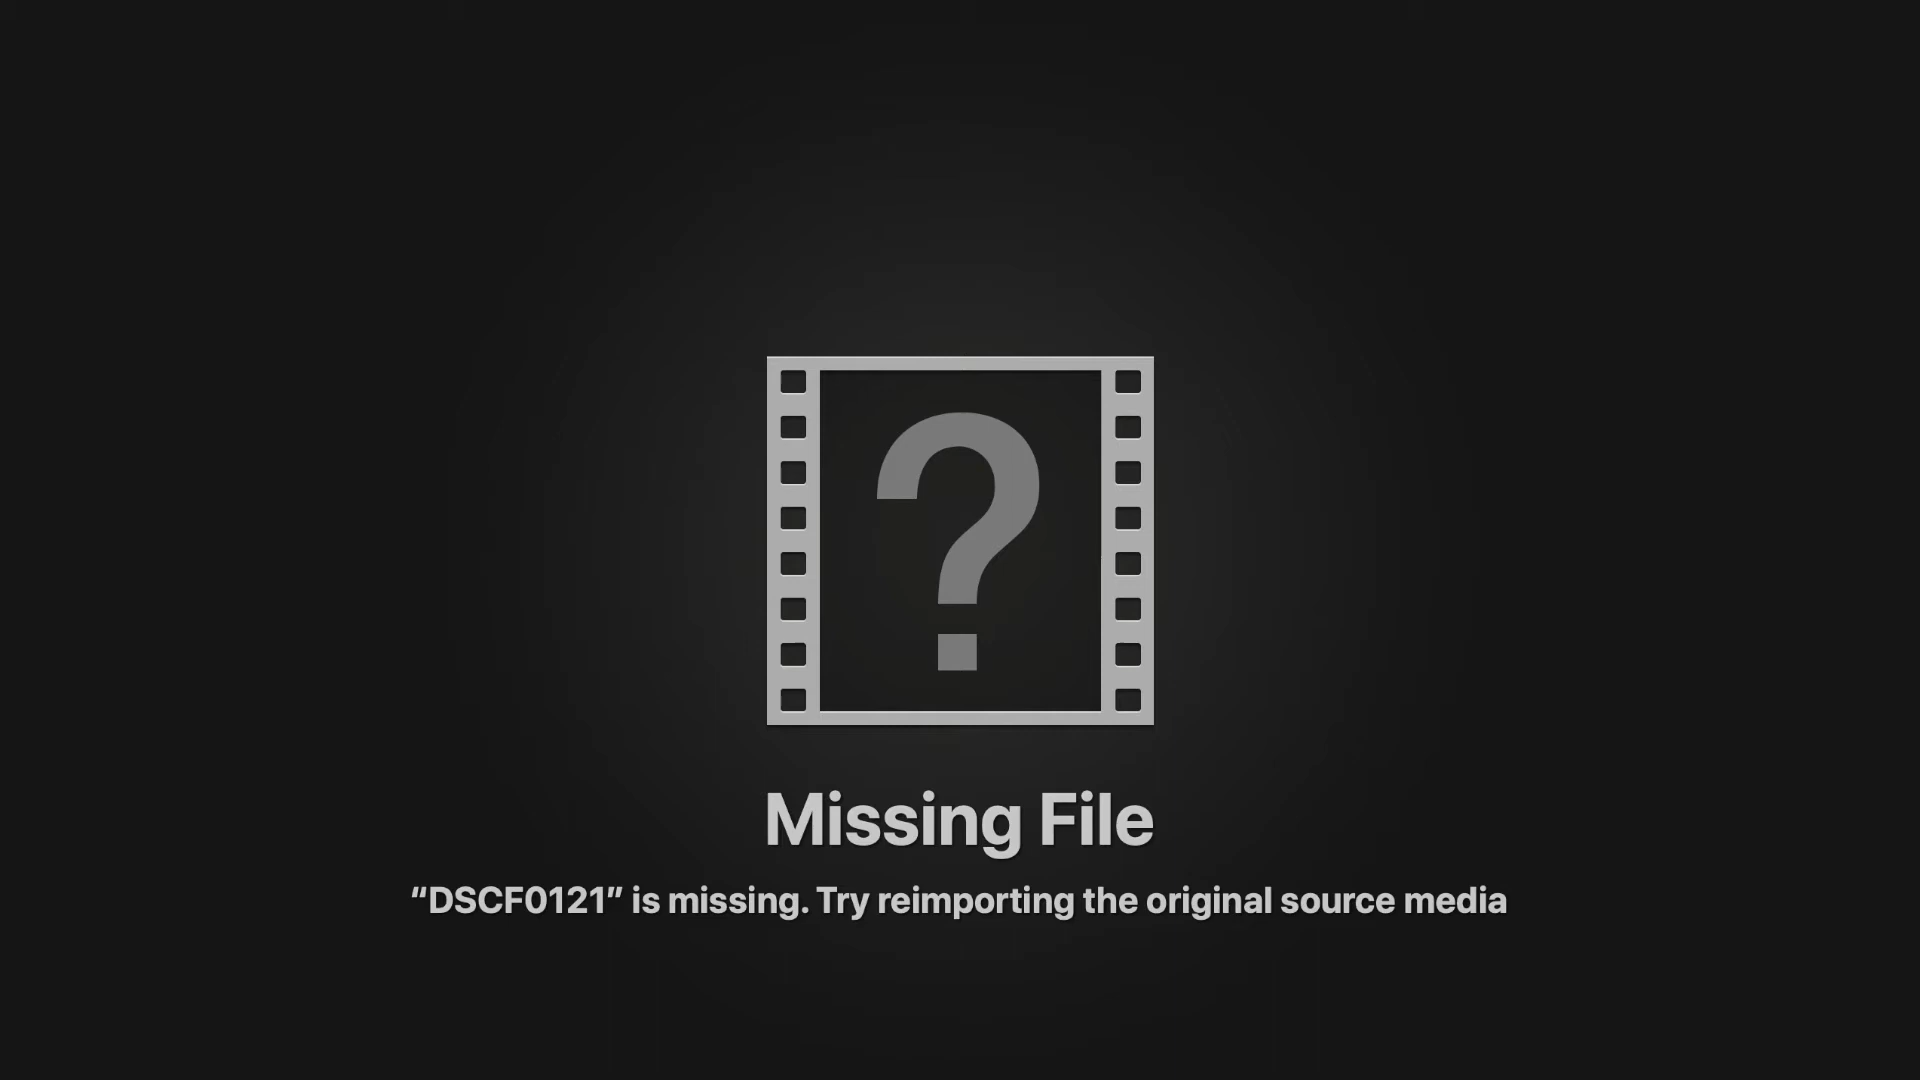 ?
Missing File
“DSCF0121” is missing. Try reimporting the original source media